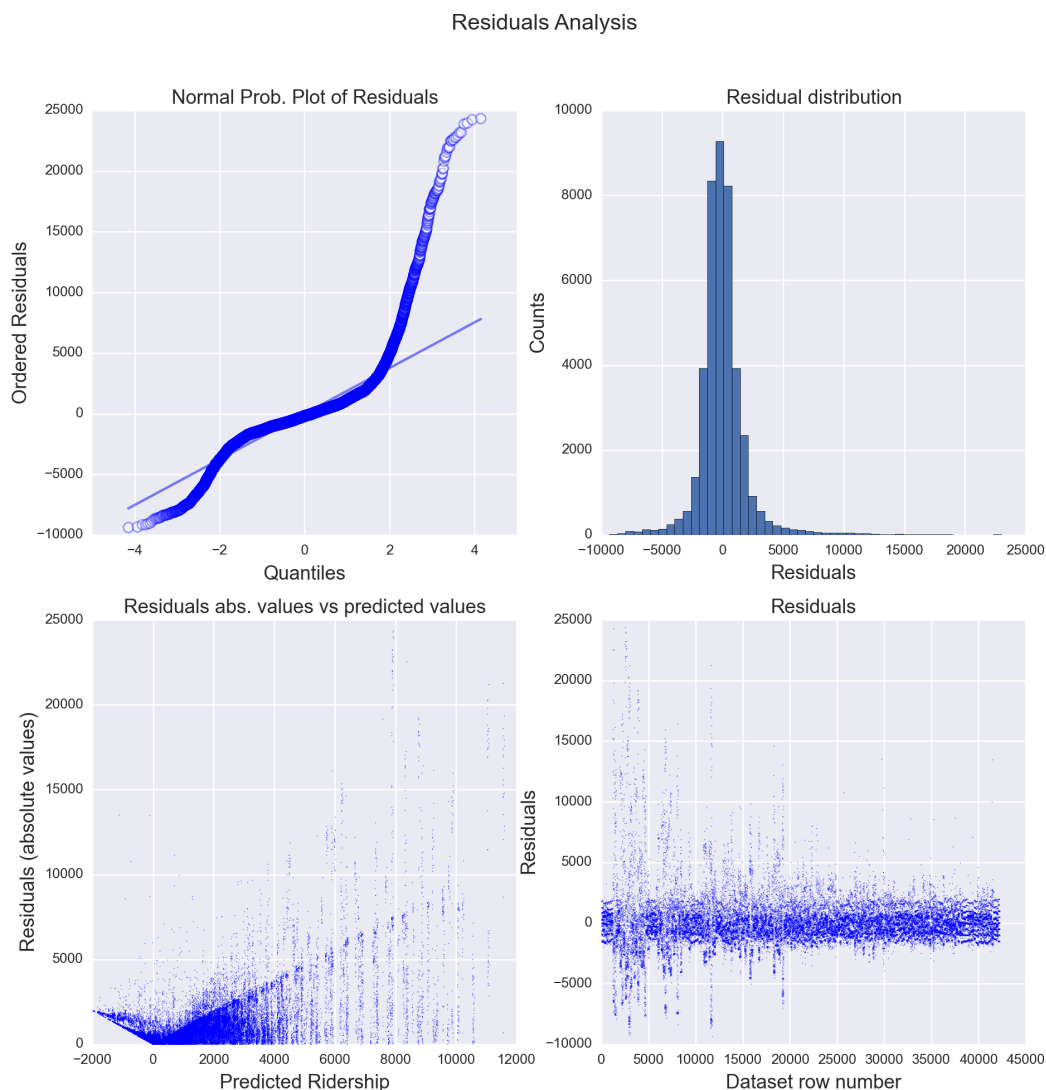 Residuals Analysis
Normal Prob. Plot of Residuals
25000
20000
15000
10000
5000
0
−5000
−10000
Ordered Residuals
−4 −2 0 2 4
Quantiles
Residual distribution
10000
8000
6000
4000
2000
0
Counts
−10000 −5000 0 5000 10000 15000 20000 25000
Residuals
Residuals abs. values vs predicted values
25000
20000
15000
10000
5000
0
Residuals (absolute values)
−2000 0 2000 4000 6000 8000 10000 12000
Predicted Ridership
Residuals
25000
20000
15000
10000
5000
0
−5000
−10000
Residuals
0 5000 10000 15000 20000 25000 30000 35000 40000 45000
Dataset row number